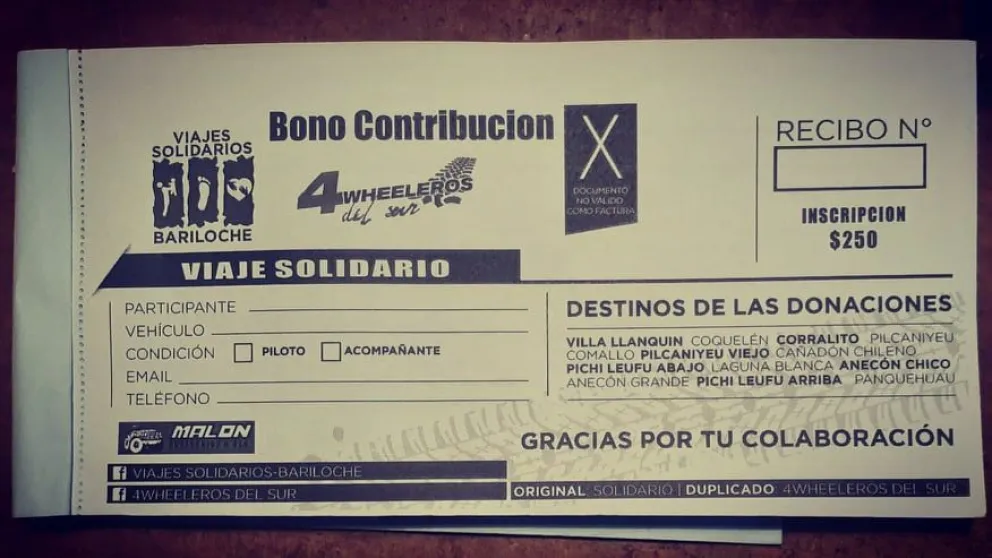 VIAJES
SOLIDARIOS
BARILOCHE
Bono Contribucion
4WHEELEROS
del sur
X
DOCUMENTO
NO VÁLIDO
COMO FACTURA
RECIBO N°
INSCRIPCION
$250
VIAJE SOLIDARIO
PARTICIPANTE
VEHÍCULO
CONDICIÓN PILOTO ACOMPAÑANTE
EMAIL
TELÉFONO
DESTINOS DE LAS DONACIONES
VILLA LLANQUIN COQUELÉN CORRALITO PILCANIYEU
COMALLO PILCANIYEU VIEJO CAÑADÓN CHILENO
PICHI LEUFU ABAJO LAGUNA BLANCA ANECÓN CHICO
ANECÓN GRANDE PICHI LEUFU ARRIBA PANQUEHUAU
MALON
GRACIAS POR TU COLABORACIÓN
f VIAJES SOLIDARIOS-BARILOCHE
f 4WHEELEROS DEL SUR
ORIGINAL SOLIDARIO | DUPLICADO 4WHEELEROS DEL SUR